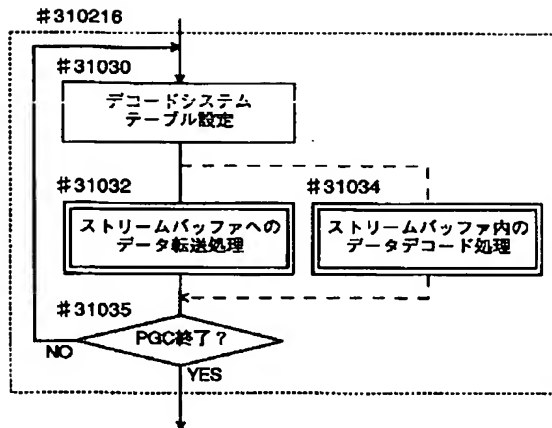 #310216
#31030
デコードシステム
テーブル設定
#31032
ストリームバッファへの
データ転送処理
#31034
ストリームバッファ内の
データデコード処理
#31035
PGC終了?
NO
YES